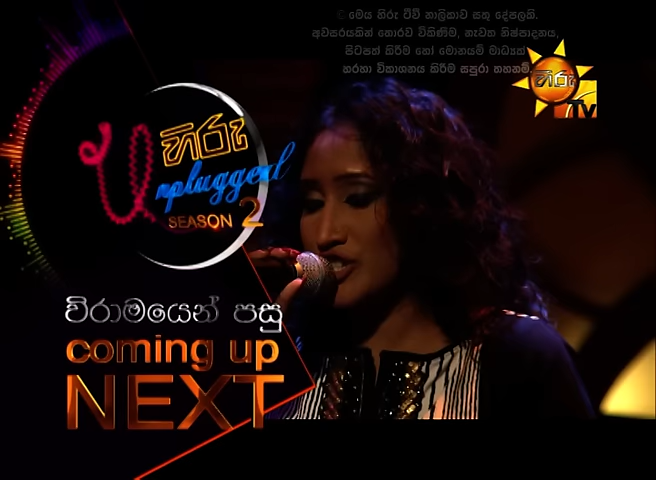 © මෙය හිරු ටීවී නාලිකාව සතු දේපලකි.
අවසරයකින් තොරව විකිණීම, නැවත නිෂ්පාදනය,
පිටපත් කිරීම හෝ මොනයම් මාධ්‍යක්
හරහා විකාශනය කිරීම සපුරා තහනම්.
හිරු
TV
හිරු
Unplugged
SEASON 2
විරාමයෙන් පසු
coming up
NEXT